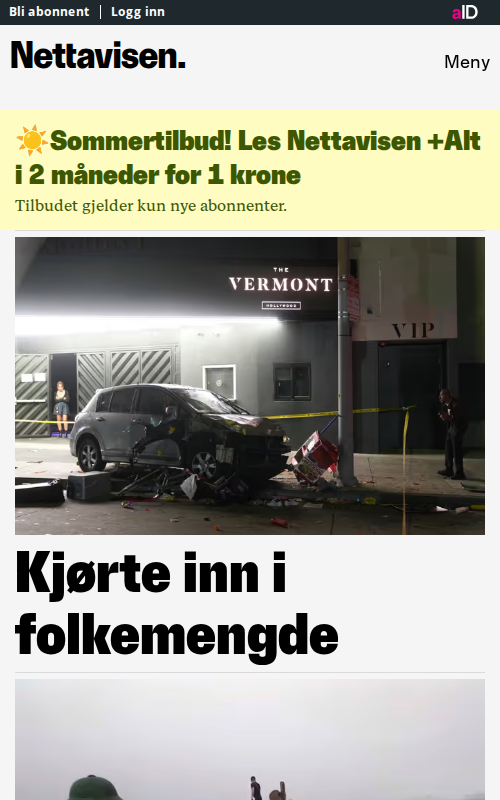 Bli abonnent
Logg inn
aID
Nettavisen.
Meny
☀️Sommertilbud! Les Nettavisen +Alt
i 2 måneder for 1 krone
Tilbudet gjelder kun nye abonnenter.
THE
VERMONT
HOLLYWOOD
VIP
Kjørte inn i
folkemengde